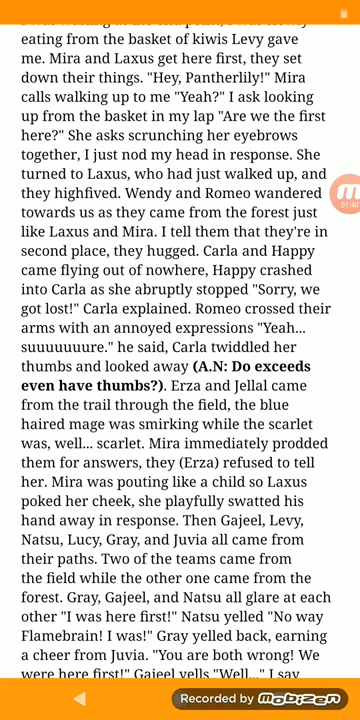 eating from the basket of kiwis Levy gave
me. Mira and Laxus get here first, they set
down their things. "Hey, Pantherlily!" Mira
calls walking up to me "Yeah?" I ask looking
up from the basket in my lap "Are we the first
here?" She asks scrunching her eyebrows
together, I just nod my head in response. She
turned to Laxus, who had just walked up, and
they highfived. Wendy and Romeo wandered
towards us as they came from the forest just
like Laxus and Mira. I tell them that they're in
second place, they hugged. Carla and Happy
came flying out of nowhere, Happy crashed
into Carla as she abruptly stopped "Sorry, we
got lost!" Carla explained. Romeo crossed their
arms with an annoyed expressions "Yeah...
suuuuuuure." he said, Carla twiddled her
thumbs and looked away (A.N: Do exceeds
even have thumbs?). Erza and Jellal came
from the trail through the field, the blue
haired mage was smirking while the scarlet
was, well... scarlet. Mira immediately prodded
them for answers, they (Erza) refused to tell
her. Mira was pouting like a child so Laxus
poked her cheek, she playfully swatted his
hand away in response. Then Gajeel, Levy,
Natsu, Lucy, Gray, and Juvia all came from
their paths. Two of the teams came from
the field while the other one came from the
forest. Gray, Gajeel, and Natsu all glare at each
other "I was here first!" Natsu yelled "No way
Flamebrain! I was!" Gray yelled back, earning
a cheer from Juvia. "You are both wrong! We
were here first!" Gajeel yells "Well..." I say
01:40
Recorded by mobizen